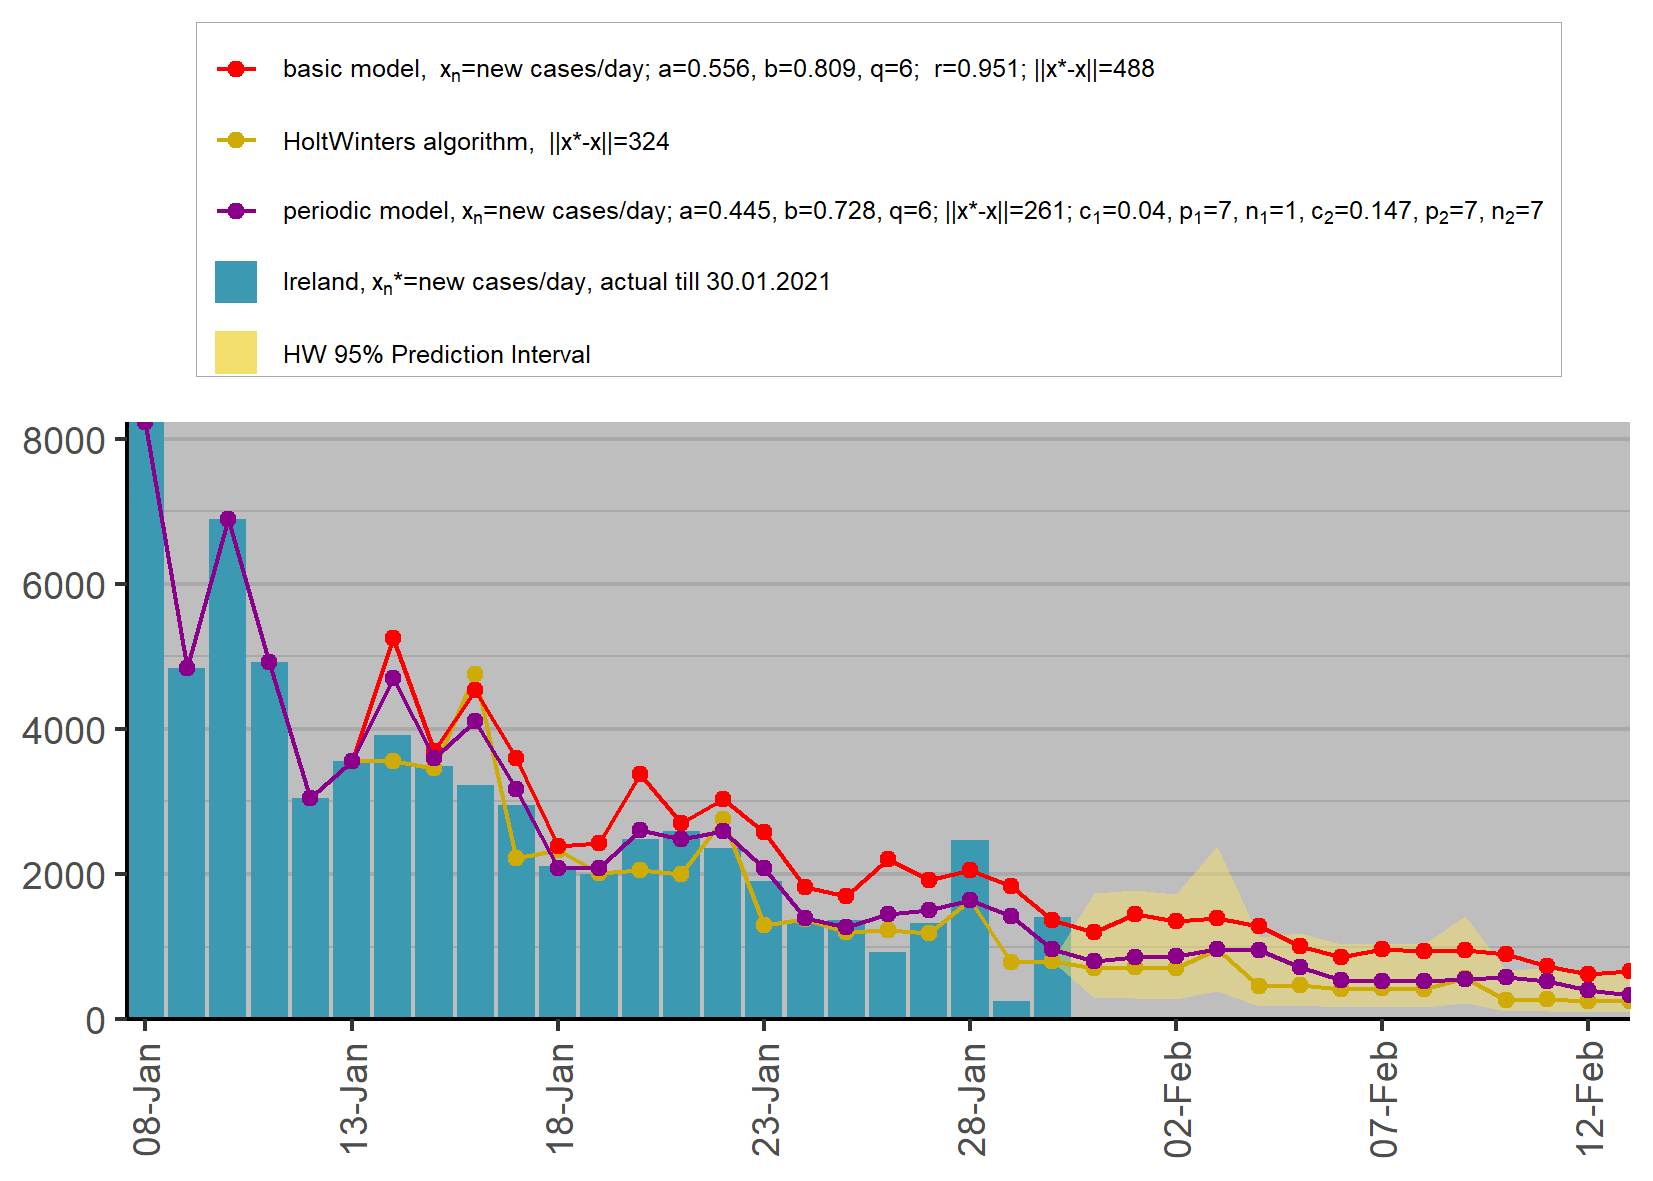 basic model, xₙ=new cases/day; a=0.556, b=0.809, q=6; r=0.951; ||x*-x||=488
HoltWinters algorithm, ||x*-x||=324
periodic model, xₙ=new cases/day; a=0.445, b=0.728, q=6; ||x*-x||=261; c₁=0.04, p₁=7, n₁=1, c₂=0.147, p₂=7, n₂=7
Ireland, xₙ*=new cases/day, actual till 30.01.2021
HW 95% Prediction Interval
8000
6000
4000
2000
0
08-Jan
13-Jan
18-Jan
23-Jan
28-Jan
02-Feb
07-Feb
12-Feb